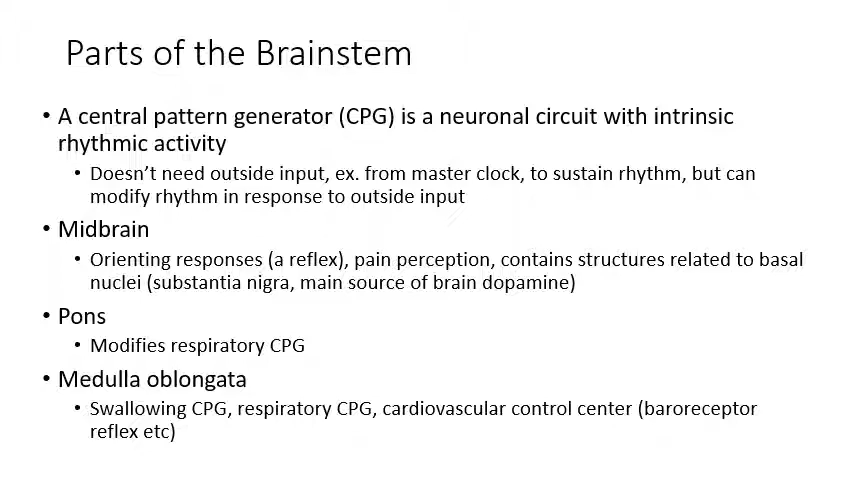 Parts of the Brainstem
• A central pattern generator (CPG) is a neuronal circuit with intrinsic
rhythmic activity
• Doesn’t need outside input, ex. from master clock, to sustain rhythm, but can
modify rhythm in response to outside input
• Midbrain
• Orienting responses (a reflex), pain perception, contains structures related to basal
nuclei (substantia nigra, main source of brain dopamine)
• Pons
• Modifies respiratory CPG
• Medulla oblongata
• Swallowing CPG, respiratory CPG, cardiovascular control center (baroreceptor
reflex etc)